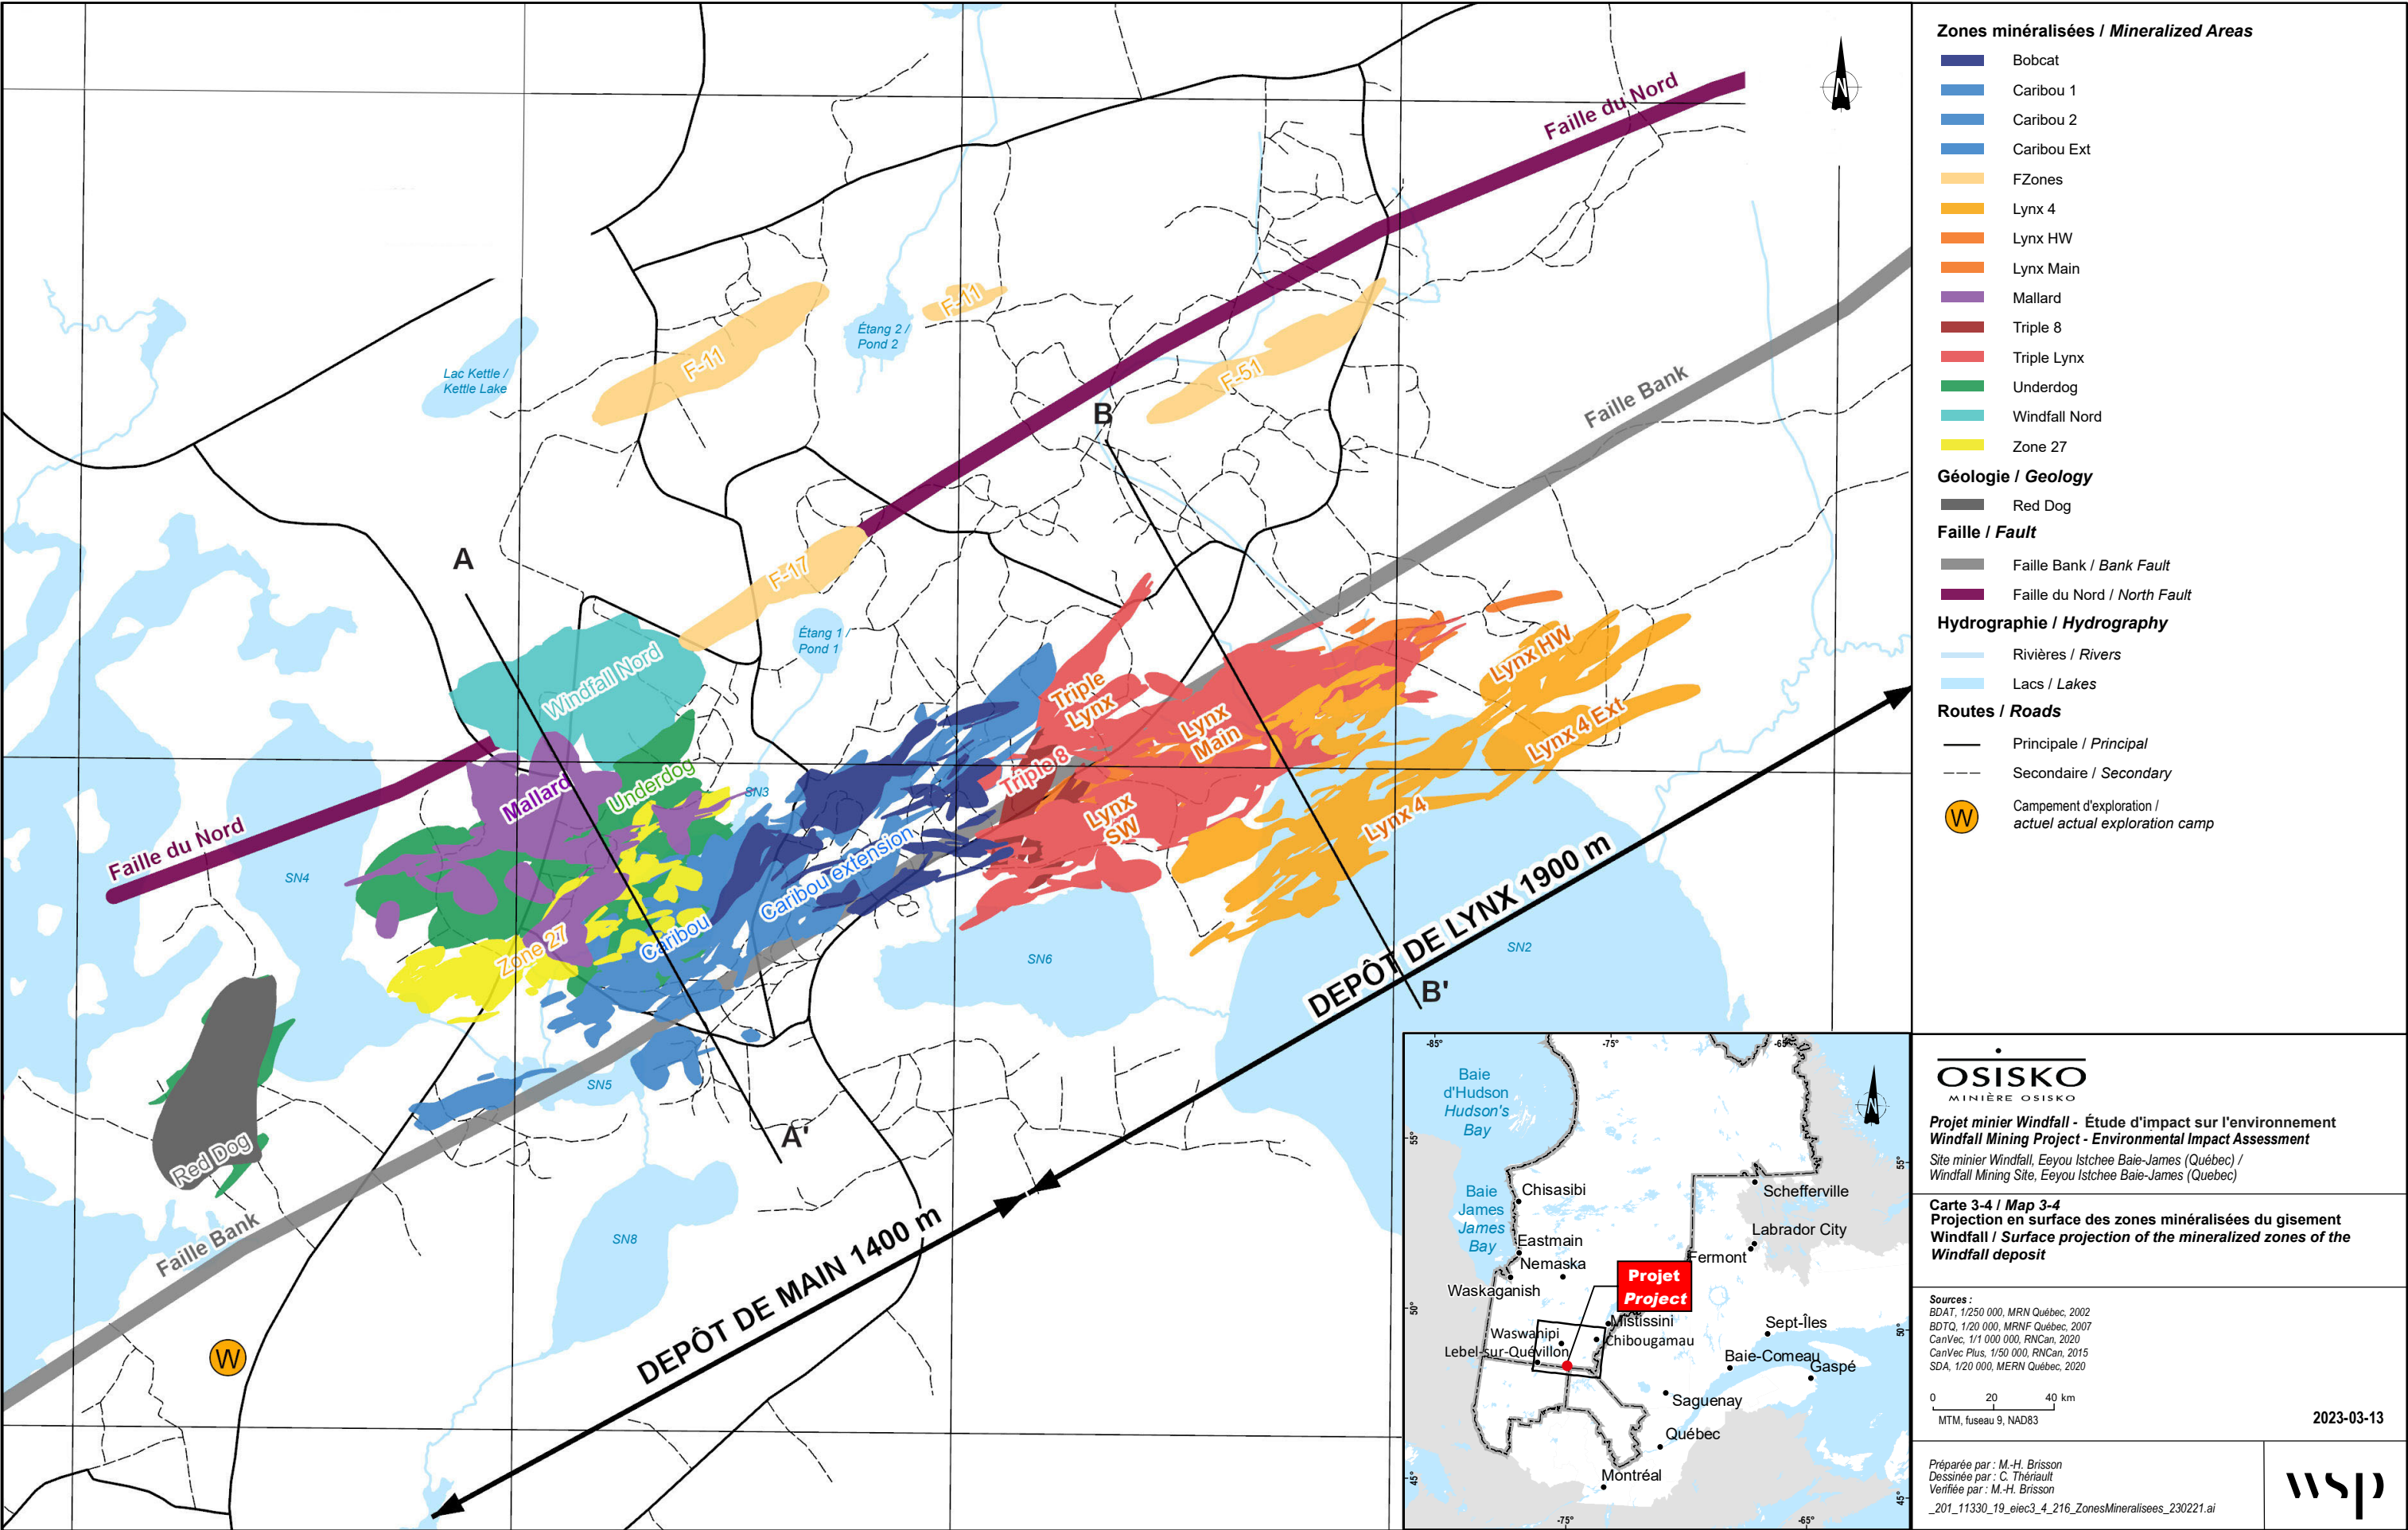 Faille du Nord
F-11
F-11
Étang 2 /
Pond 2
Lac Kettle /
Kettle Lake
F-51
Faille Bank
B
A
F-17
Étang 1 /
Pond 1
Windfall Nord
Lynx HW
Triple
Lynx
Lynx
Main
Lynx 4 Ext
Triple 8
Mallard
Underdog
SN3
Lynx
SW
Lynx 4
Faille du Nord
SN4
Caribou extension
Caribou
Zone 27
SN6
SN2
DEPÔT DE LYNX 1900 m
B'
SN5
A'
Red Dog
Faille Bank
SN8
DEPÔT DE MAIN 1400 m
W
N
Zones minéralisées / Mineralized Areas
Bobcat
Caribou 1
Caribou 2
Caribou Ext
FZones
Lynx 4
Lynx HW
Lynx Main
Mallard
Triple 8
Triple Lynx
Underdog
Windfall Nord
Zone 27
Géologie / Geology
Red Dog
Faille / Fault
Faille Bank / Bank Fault
Faille du Nord / North Fault
Hydrographie / Hydrography
Rivières / Rivers
Lacs / Lakes
Routes / Roads
Principale / Principal
Secondaire / Secondary
W
Campement d'exploration /
actuel actual exploration camp
-85°
-75°
-65°
N
Baie
d'Hudson
Hudson's
Bay
55°
55°
Baie
James
James
Bay
Chisasibi
Schefferville
Labrador City
Eastmain
Fermont
Nemaska
Waskaganish
Projet
Project
50°
50°
Mistissini
Waswanipi
Chibougamau
Lebel-sur-Quévillon
Sept-Îles
Baie-Comeau
Gaspé
Saguenay
Québec
Montréal
45°
45°
-75°
-65°
OSISKO
MINIÈRE OSISKO
Projet minier Windfall - Étude d'impact sur l'environnement
Windfall Mining Project - Environmental Impact Assessment
Site minier Windfall, Eeyou Istchee Baie-James (Québec) /
Windfall Mining Site, Eeyou Istchee Baie-James (Quebec)
Carte 3-4 / Map 3-4
Projection en surface des zones minéralisées du gisement
Windfall / Surface projection of the mineralized zones of the
Windfall deposit
Sources :
BDAT, 1/250 000, MRN Québec, 2002
BDTQ, 1/20 000, MRNF Québec, 2007
CanVec, 1/1 000 000, RNCan, 2020
CanVec Plus, 1/50 000, RNCan, 2015
SDA, 1/20 000, MERN Québec, 2020
0 20 40 km
MTM, fuseau 9, NAD83
2023-03-13
Préparée par : M.-H. Brisson
Dessinée par : C. Thériault
Verifiée par : M.-H. Brisson
_201_11330_19_eiec3_4_216_ZonesMineralisees_230221.ai
wsp